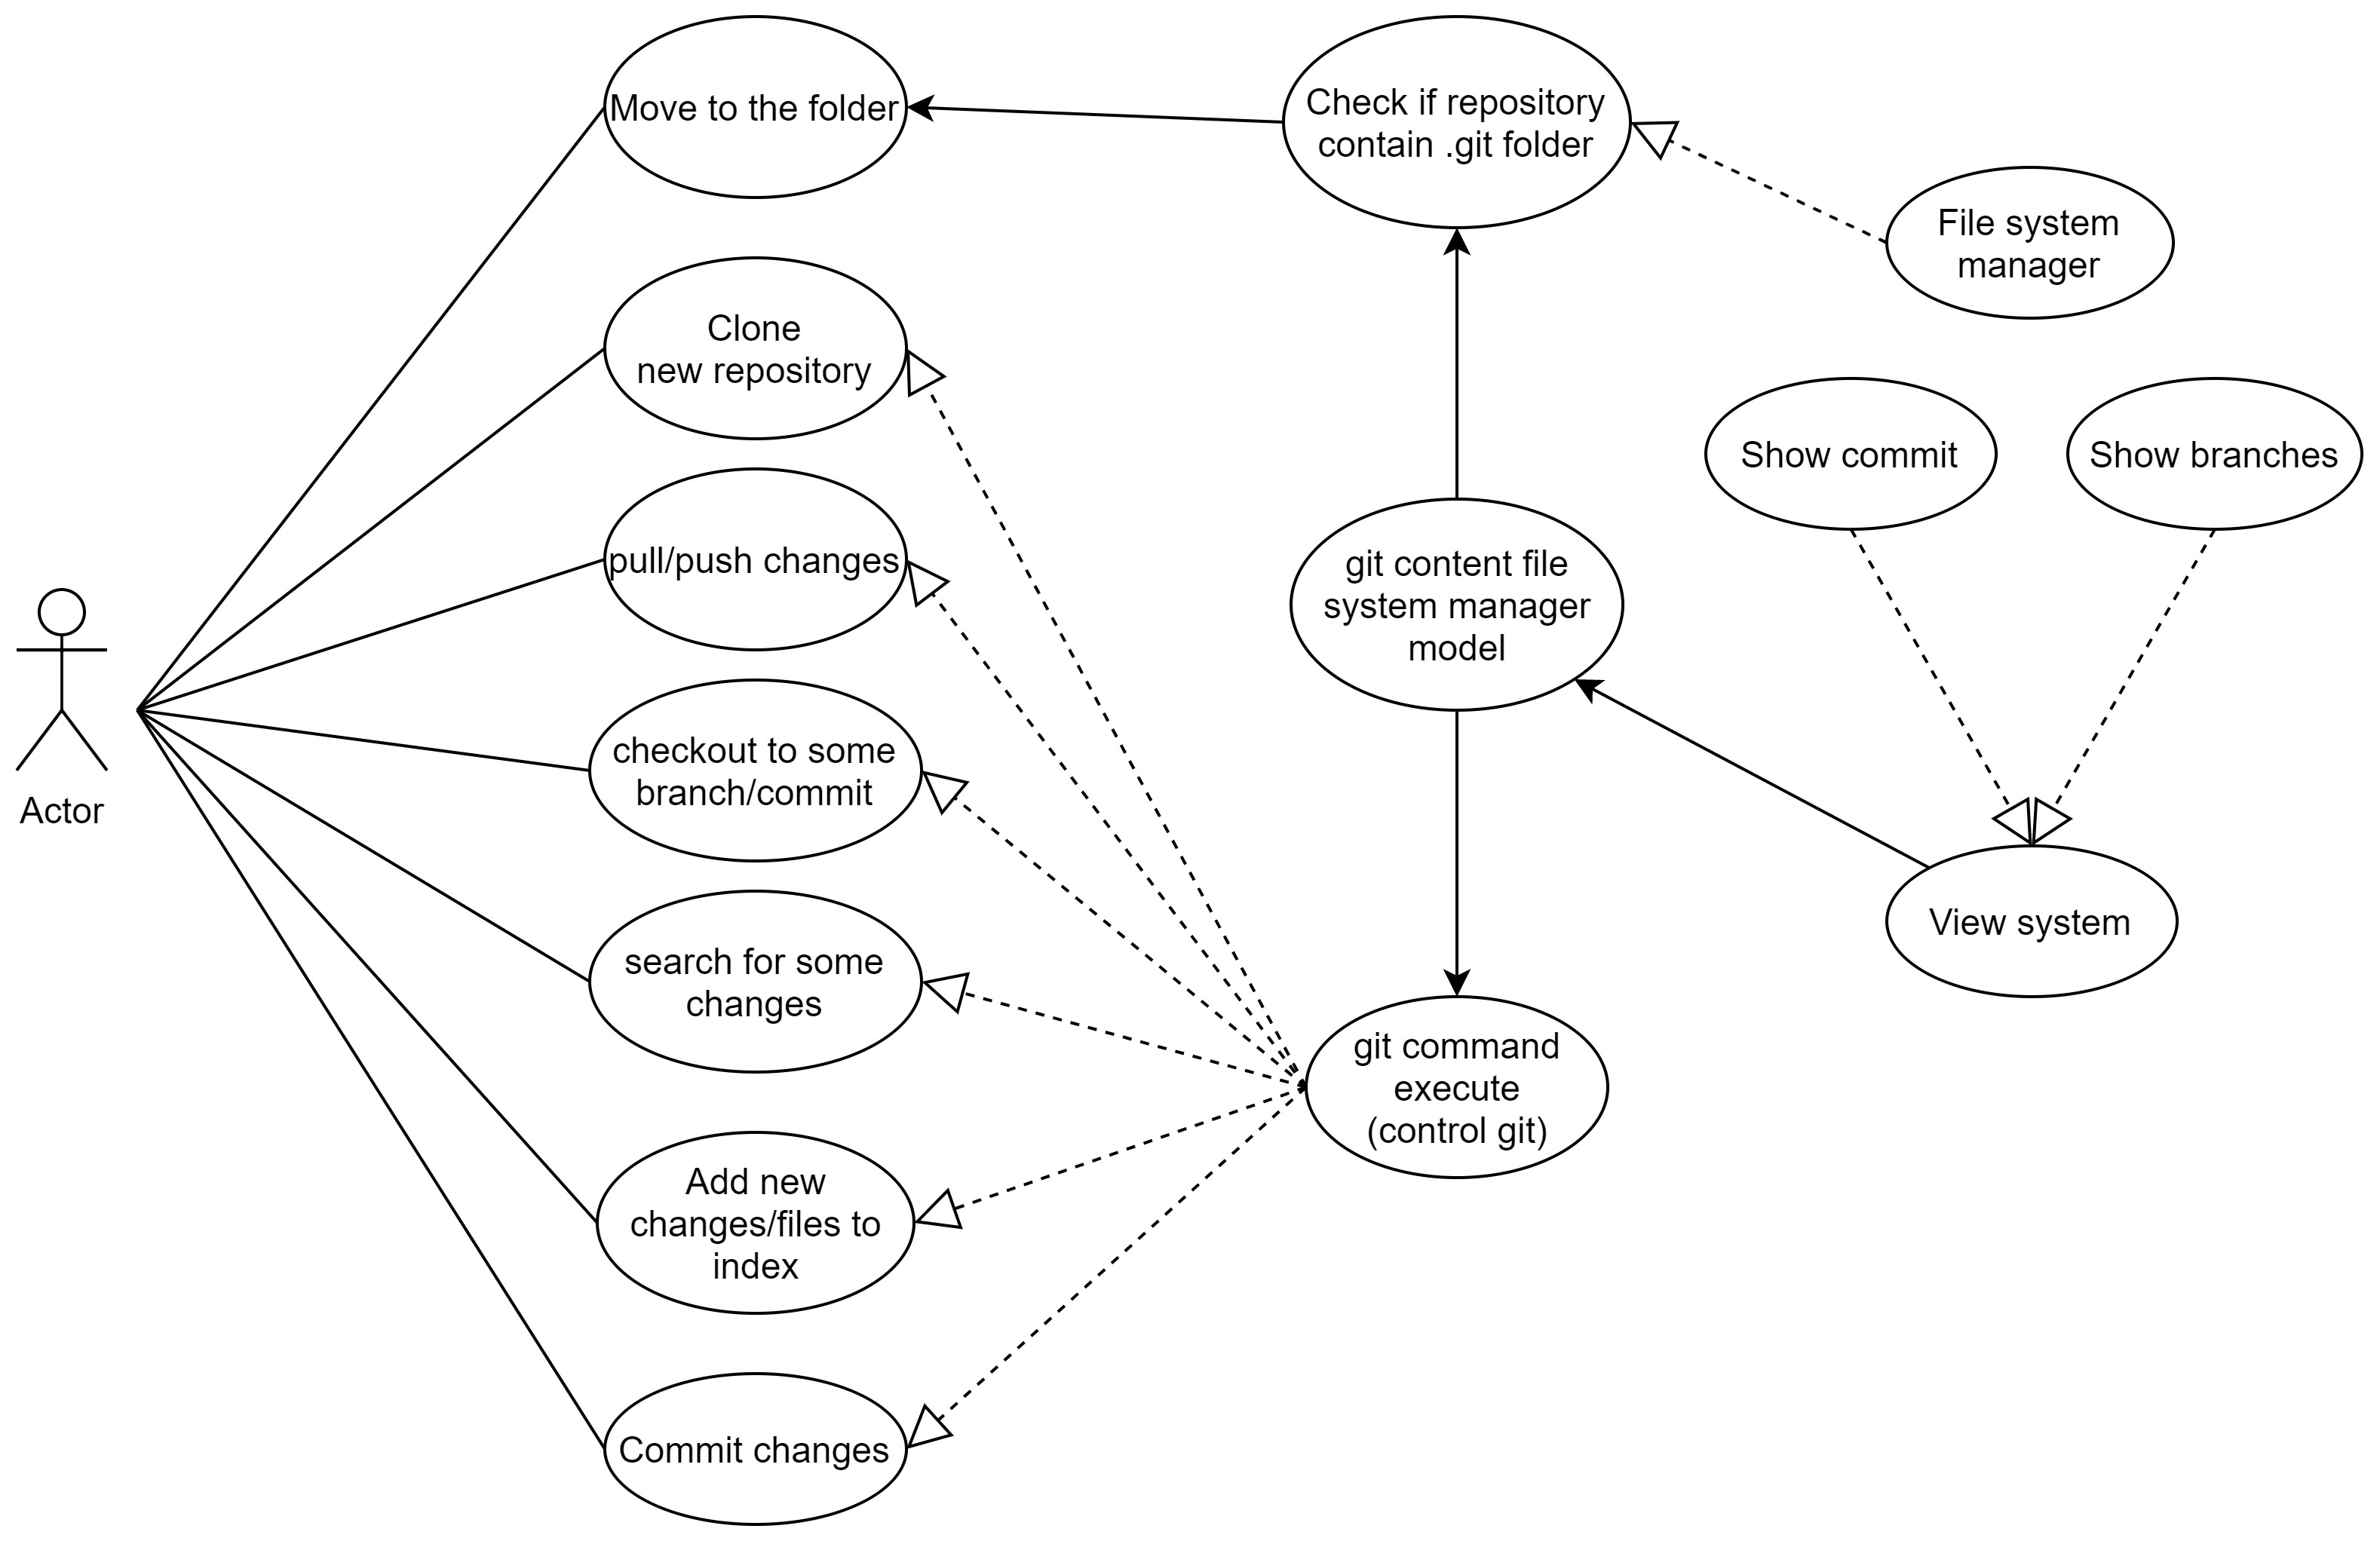 Move to the folder
Check if repository
contain .git folder
File system
manager
Clone
new repository
Show commit
Show branches
pull/push changes
git content file
system manager
model
Actor
checkout to some
branch/commit
View system
search for some
changes
git command
execute
(control git)
Add new
changes/files to
index
Commit changes